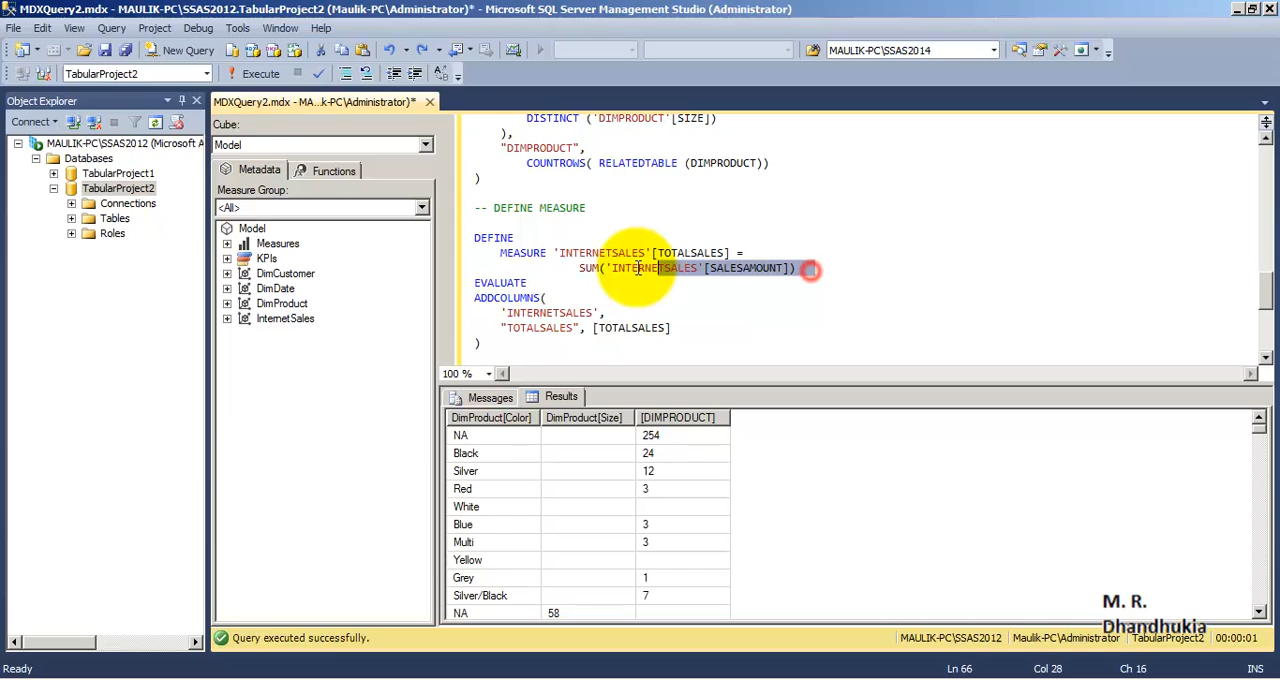 MDXQuery2.mdx - MAULIK-PC\SSAS2012.TabularProject2 (Maulik-PC\Administrator)* - Microsoft SQL Server Management Studio (Administrator)
File Edit View Query Project Debug Tools Window Help
New Query MAULIK-PC\SSAS2014
TabularProject2 Execute
Object Explorer
MDXQuery2.mdx - MA...k-PC\Administrator)*
Connect
MAULIK-PC\SSAS2012 (Microsoft A
Databases
TabularProject1
TabularProject2
Connections
Tables
Roles
Cube:
Model
Metadata Functions
Measure Group:
<All>
Model
Measures
KPIs
DimCustomer
DimDate
DimProduct
InternetSales
DISTINCT ('DIMPRODUCT'[SIZE])
),
"DIMPRODUCT",
COUNTROWS( RELATEDTABLE (DIMPRODUCT))
)
-- DEFINE MEASURE
DEFINE
MEASURE 'INTERNETSALES'[TOTALSALES] =
SUM('INTERNETSALES'[SALESAMOUNT])
EVALUATE
ADDCOLUMNS(
'INTERNETSALES',
"TOTALSALES", [TOTALSALES]
)
100 %
Messages Results
DimProduct[Color] DimProduct[Size] [DIMPRODUCT]
NA 254
Black 24
Silver 12
Red 3
White
Blue 3
Multi 3
Yellow
Grey 1
Silver/Black 7
NA 58
M. R.
Dhandhukia
Query executed successfully. MAULIK-PC\SSAS2012 Maulik-PC\Administrator TabularProject2 00:00:01
Ready Ln 66 Col 28 Ch 16 INS